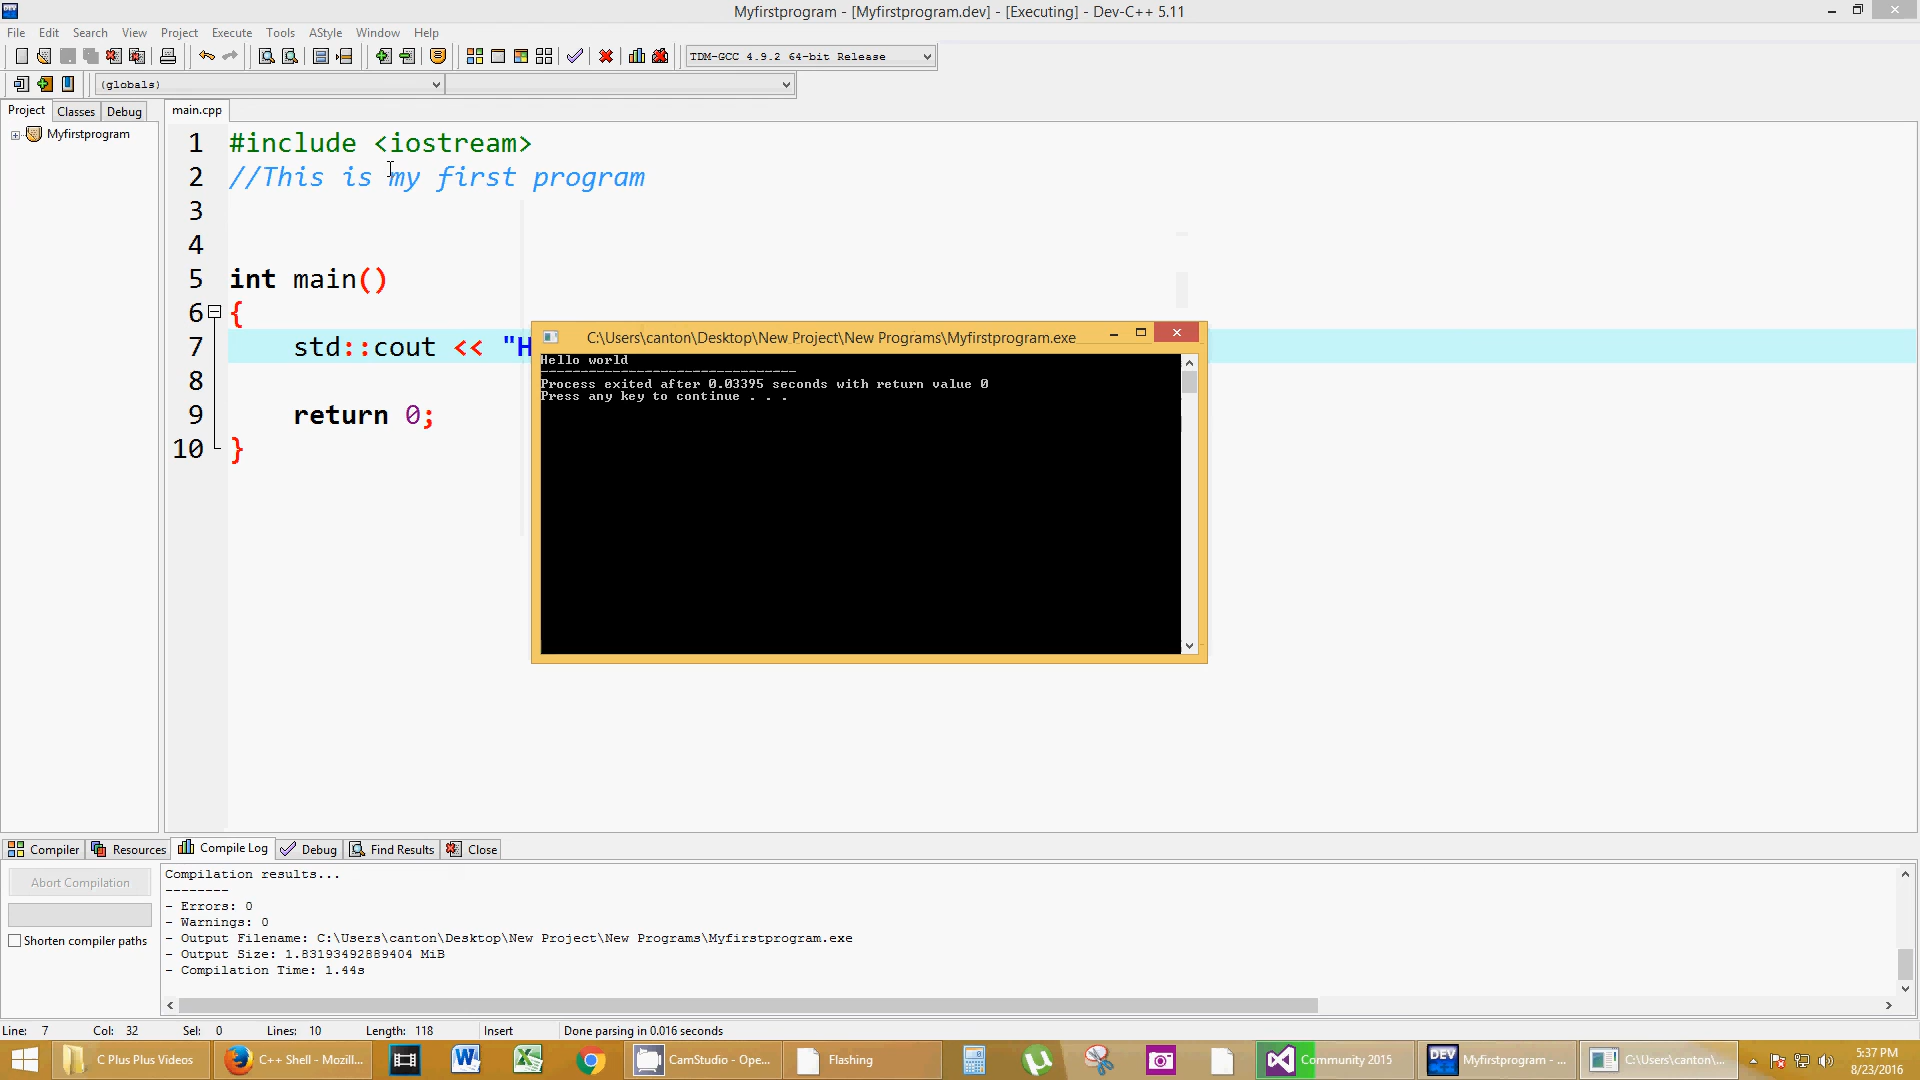 Myfirstprogram - [Myfirstprogram.dev] - [Executing] - Dev-C++ 5.11
File Edit Search View Project Execute Tools AStyle Window Help
TDM-GCC 4.9.2 64-bit Release
(globals)
Project Classes Debug
main.cpp
Myfirstprogram
1 #include <iostream>
2 //This is my first program
3
4
5 int main()
6 {
7 std::cout << "H
8
9 return 0;
10 }
C:\Users\canton\Desktop\New Project\New Programs\Myfirstprogram.exe
Hello world
--------------------------------
Process exited after 0.03395 seconds with return value 0
Press any key to continue . . .
Compiler Resources Compile Log Debug Find Results Close
Abort Compilation
Shorten compiler paths
Compilation results...
--------
- Errors: 0
- Warnings: 0
- Output Filename: C:\Users\canton\Desktop\New Project\New Programs\Myfirstprogram.exe
- Output Size: 1.83193492889404 MiB
- Compilation Time: 1.44s
Line: 7 Col: 32 Sel: 0 Lines: 10 Length: 118 Insert Done parsing in 0.016 seconds
C Plus Plus Videos
C++ Shell - Mozill...
CamStudio - Ope...
Flashing
Community 2015
DEV
Myfirstprogram - ...
C:\Users\canton\...
5:37 PM
8/23/2016